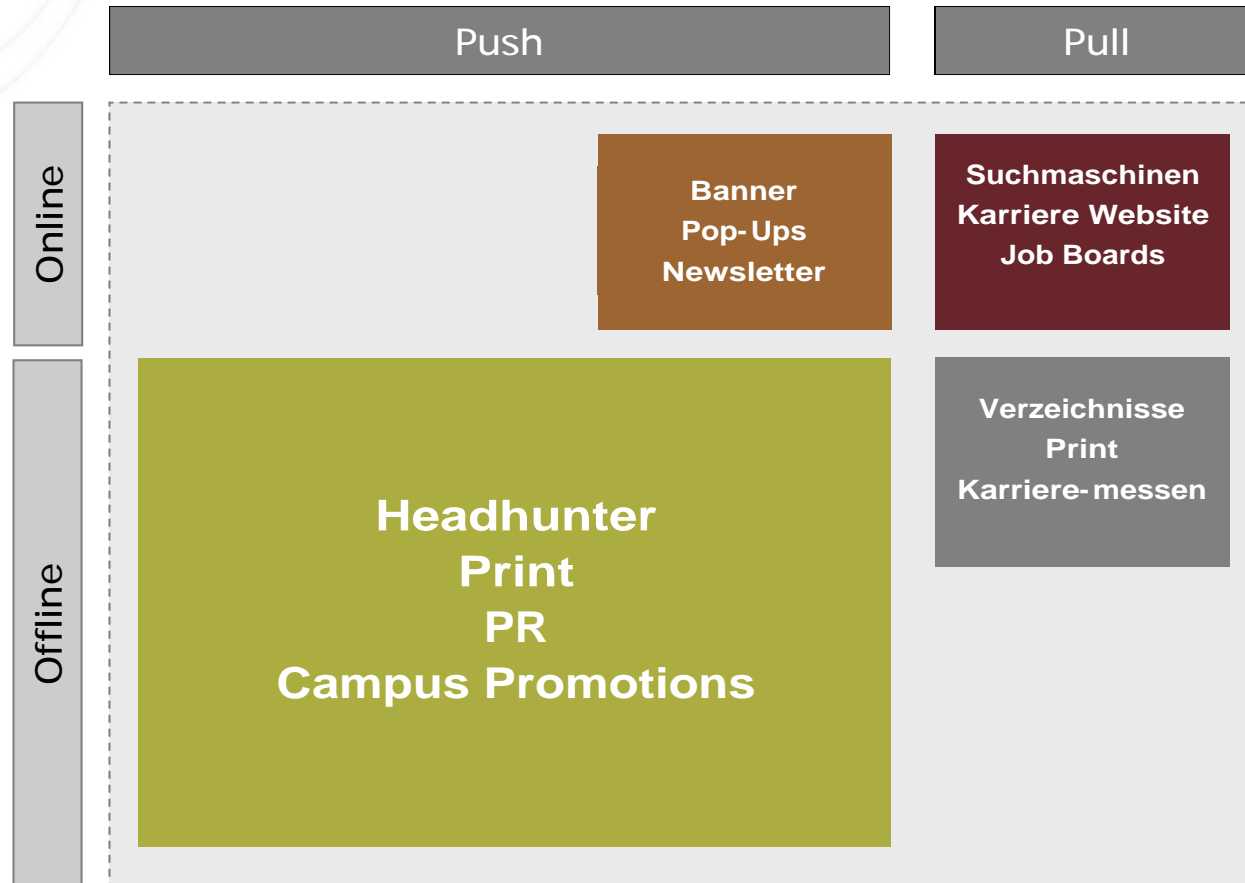 Push
Pull
Online
Banner
Pop-Ups
Newsletter
Suchmaschinen
Karriere Website
Job Boards
Offline
Headhunter
Print
PR
Campus Promotions
Verzeichnisse
Print
Karriere-messen